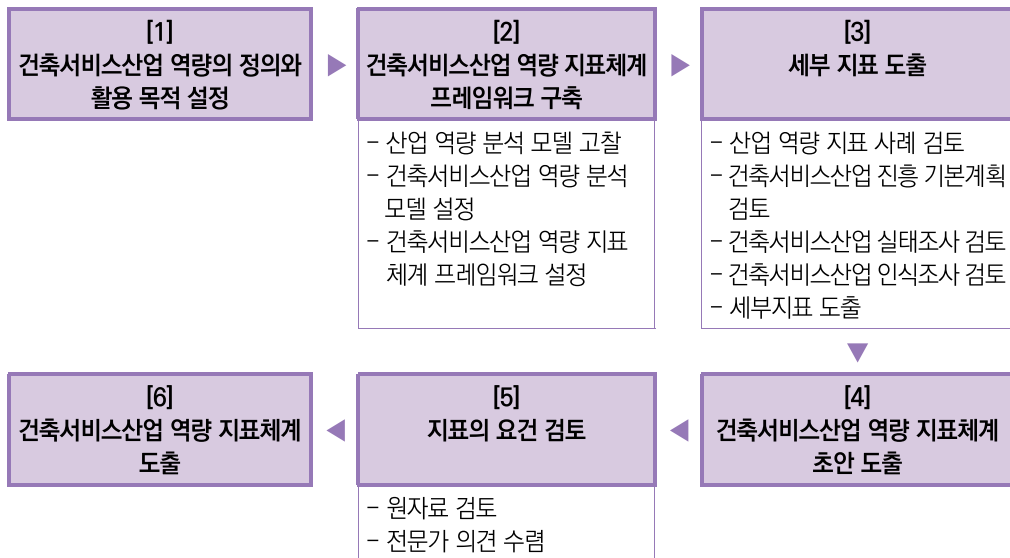 [1]
건축서비스산업 역량의 정의와
활용 목적 설정
[2]
건축서비스산업 역량 지표체계
프레임워크 구축
– 산업 역량 분석 모델 고찰
– 건축서비스산업 역량 분석
모델 설정
– 건축서비스산업 역량 지표
체계 프레임워크 설정
[3]
세부 지표 도출
– 산업 역량 지표 사례 검토
– 건축서비스산업 진흥 기본계획
검토
– 건축서비스산업 실태조사 검토
– 건축서비스산업 인식조사 검토
– 세부지표 도출
[4]
건축서비스산업 역량 지표체계
초안 도출
[5]
지표의 요건 검토
– 원자료 검토
– 전문가 의견 수렴
[6]
건축서비스산업 역량 지표체계
도출